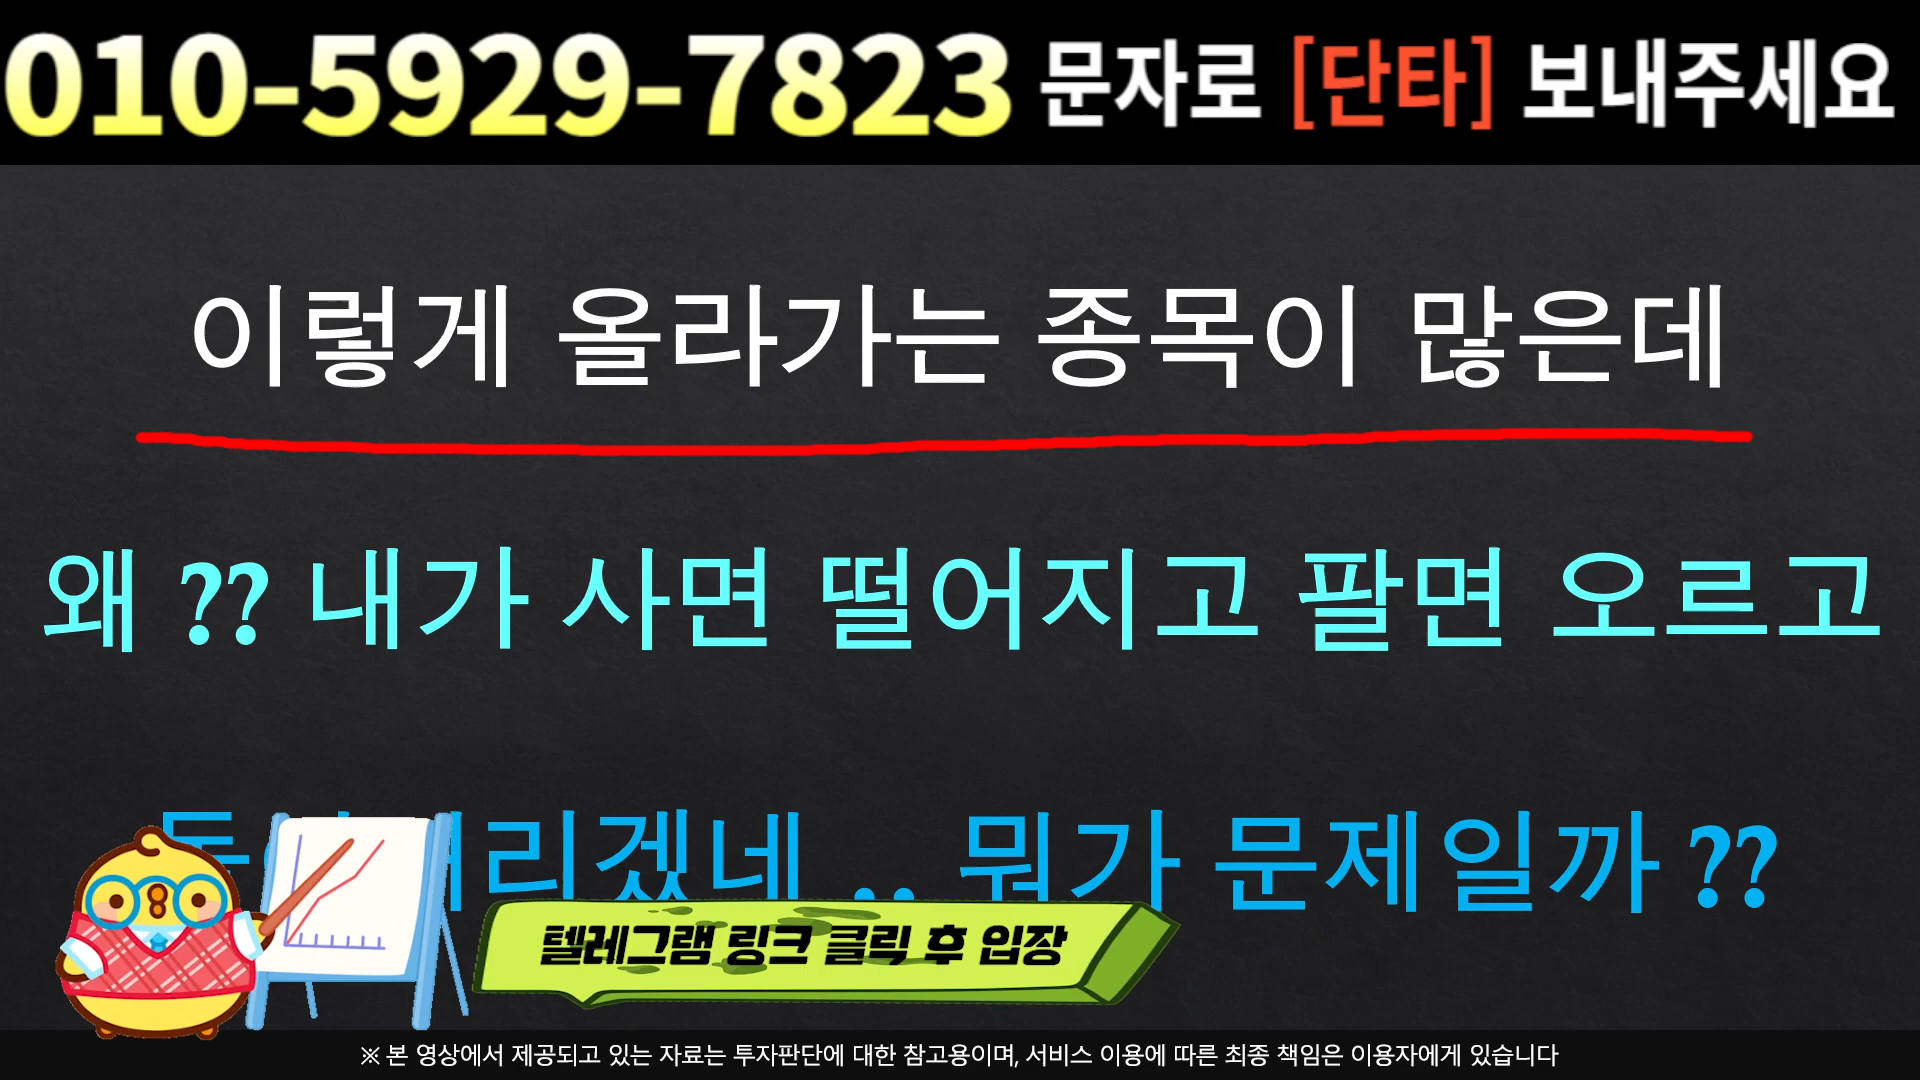 010-5929-7823 문자로 [단타] 보내주세요
이렇게 올라가는 종목이 많은데
왜 ?? 내가 사면 떨어지고 팔면 오르고
뭐가 문제일까 ??
텔레그램 링크 클릭 후 입장
※ 본 영상에서 제공되고 있는 자료는 투자판단에 대한 참고용이며, 서비스 이용에 따른 최종 책임은 이용자에게 있습니다